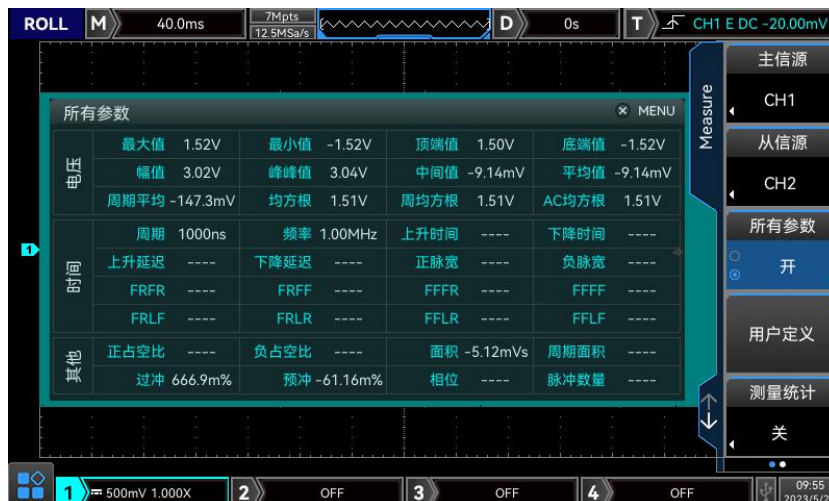 ROLL M 40.0ms 7Mpts 12.5MSa/s D 0s T CH1 E DC -20.00mV
Measure
主信源
CH1
从信源
CH2
所有参数
开
用户定义
测量统计
关
所有参数 MENU
电压
最大值 1.52V 最小值 -1.52V 顶端值 1.50V 底端值 -1.52V
幅值 3.02V 峰峰值 3.04V 中间值 -9.14mV 平均值 -9.14mV
周期平均 -147.3mV 均方根 1.51V 周均方根 1.51V AC均方根 1.51V
时间
周期 1000ns 频率 1.00MHz 上升时间 ---- 下降时间 ----
上升延迟 ---- 下降延迟 ---- 正脉宽 ---- 负脉宽 ----
FRFR ---- FRFF ---- FFFR ---- FFFF ----
FRLF ---- FRLR ---- FFLR ---- FFLF ----
其他
正占空比 ---- 负占空比 ---- 面积 -5.12mVs 周期面积 ----
过冲 666.9m% 预冲 -61.16m% 相位 ---- 脉冲数量 ----
1
1 500mV 1.000X 2 OFF 3 OFF 4 OFF 09:55